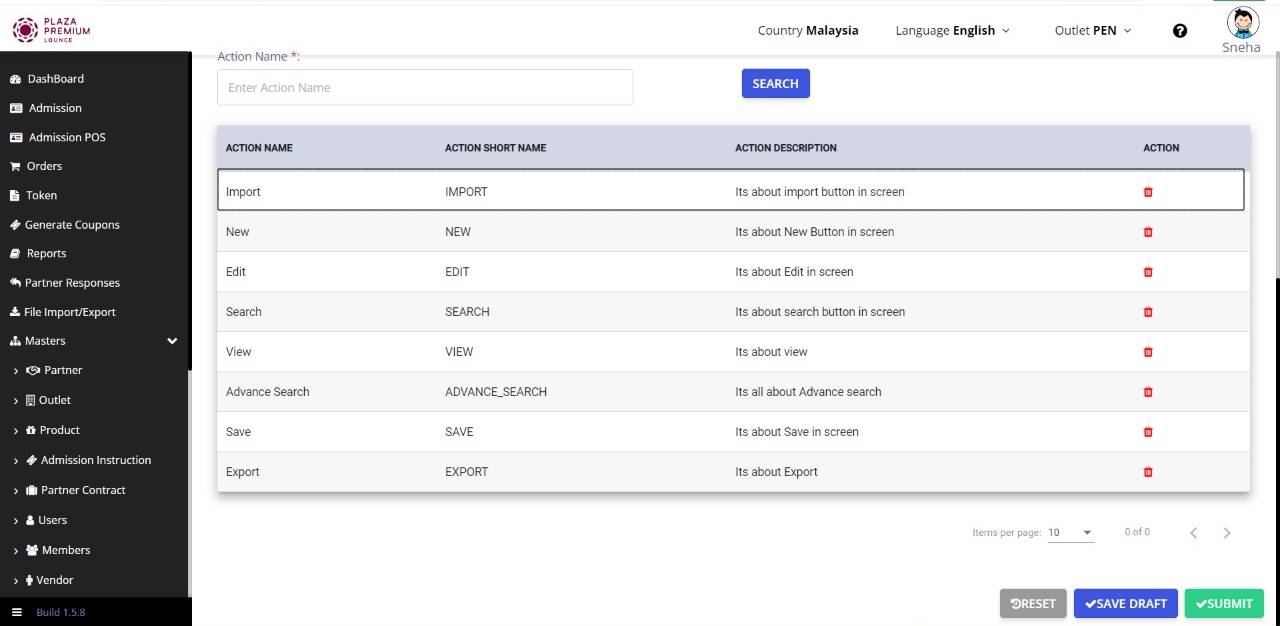 PLAZA
PREMIUM
LOUNGE
Country Malaysia
Language English
Outlet PEN
Sneha
DashBoard
Admission
Admission POS
Orders
Token
Generate Coupons
Reports
Partner Responses
File Import/Export
Masters
Partner
Outlet
Product
Admission Instruction
Partner Contract
Users
Members
Vendor
Build 1.5.8
Action Name *:
Enter Action Name
SEARCH
ACTION NAME ACTION SHORT NAME ACTION DESCRIPTION ACTION
Import IMPORT Its about import button in screen
New NEW Its about New Button in screen
Edit EDIT Its about Edit in screen
Search SEARCH Its about search button in screen
View VIEW Its about view
Advance Search ADVANCE_SEARCH Its all about Advance search
Save SAVE Its about Save in screen
Export EXPORT Its about Export
Items per page: 10 0 of 0
RESET SAVE DRAFT SUBMIT